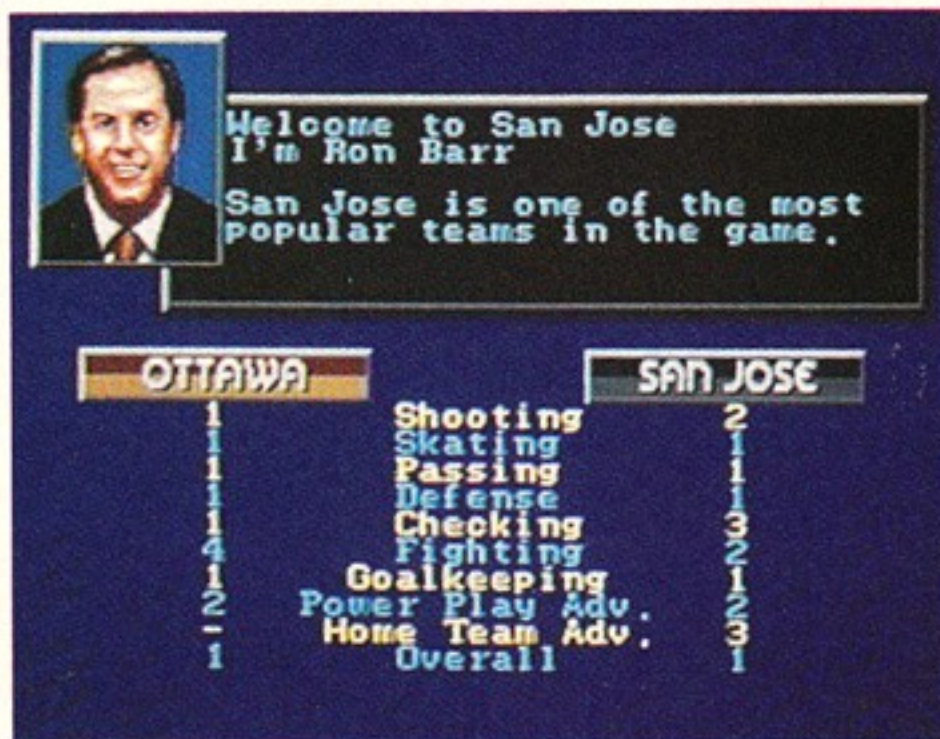 Welcome to San Jose
I'm Ron Barr
San Jose is one of the most
popular teams in the game.
OTTAWA SAN JOSE
1 Shooting 2
1 Skating 1
1 Passing 1
1 Defense 1
1 Checking 3
4 Fighting 2
1 Goalkeeping 1
2 Power Play Adv. 2
- Home Team Adv. 3
1 Overall 1